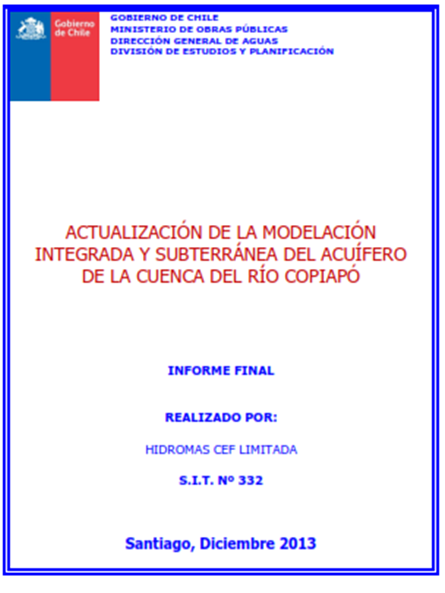 Gobierno
de Chile
GOBIERNO DE CHILE
MINISTERIO DE OBRAS PÚBLICAS
DIRECCIÓN GENERAL DE AGUAS
DIVISIÓN DE ESTUDIOS Y PLANIFICACIÓN
ACTUALIZACIÓN DE LA MODELACIÓN
INTEGRADA Y SUBTERRÁNEA DEL ACUÍFERO
DE LA CUENCA DEL RÍO COPIAPÓ
INFORME FINAL
REALIZADO POR:
HIDROMAS CEF LIMITADA
S.I.T. Nº 332
Santiago, Diciembre 2013